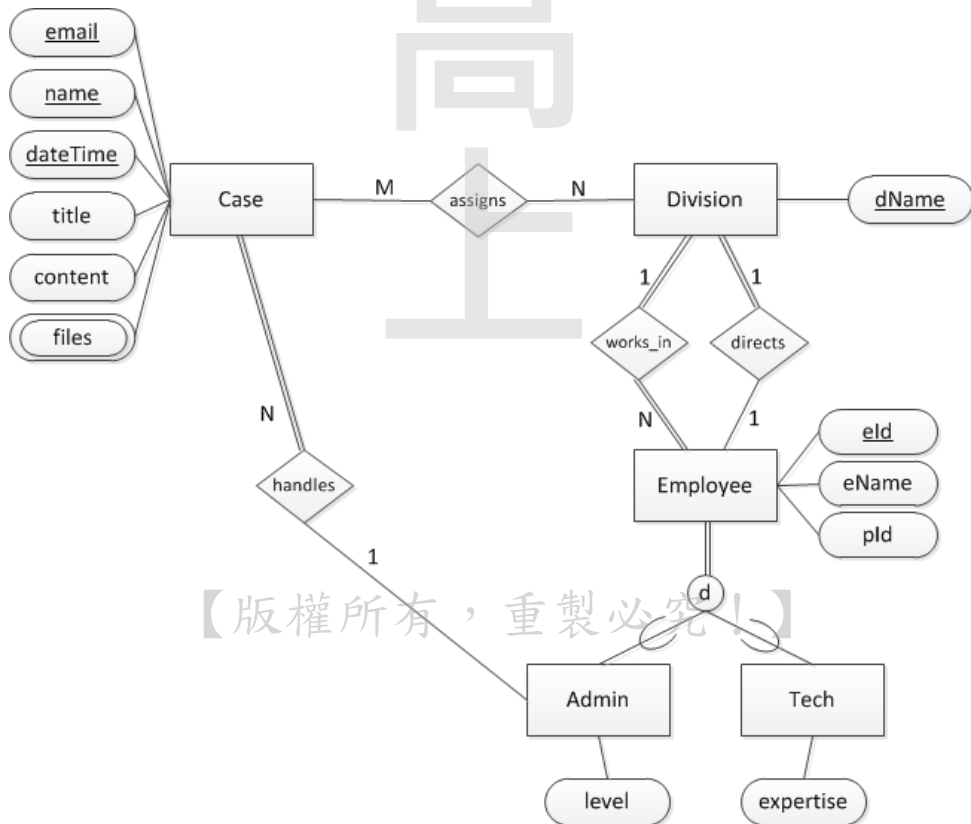 email
name
dateTime
title
content
files
Case
M
assigns
N
Division
dName
1
1
works_in
directs
N
1
Employee
eId
eName
pId
N
handles
1
d
【版權所有，重製必究！】
Admin
Tech
level
expertise